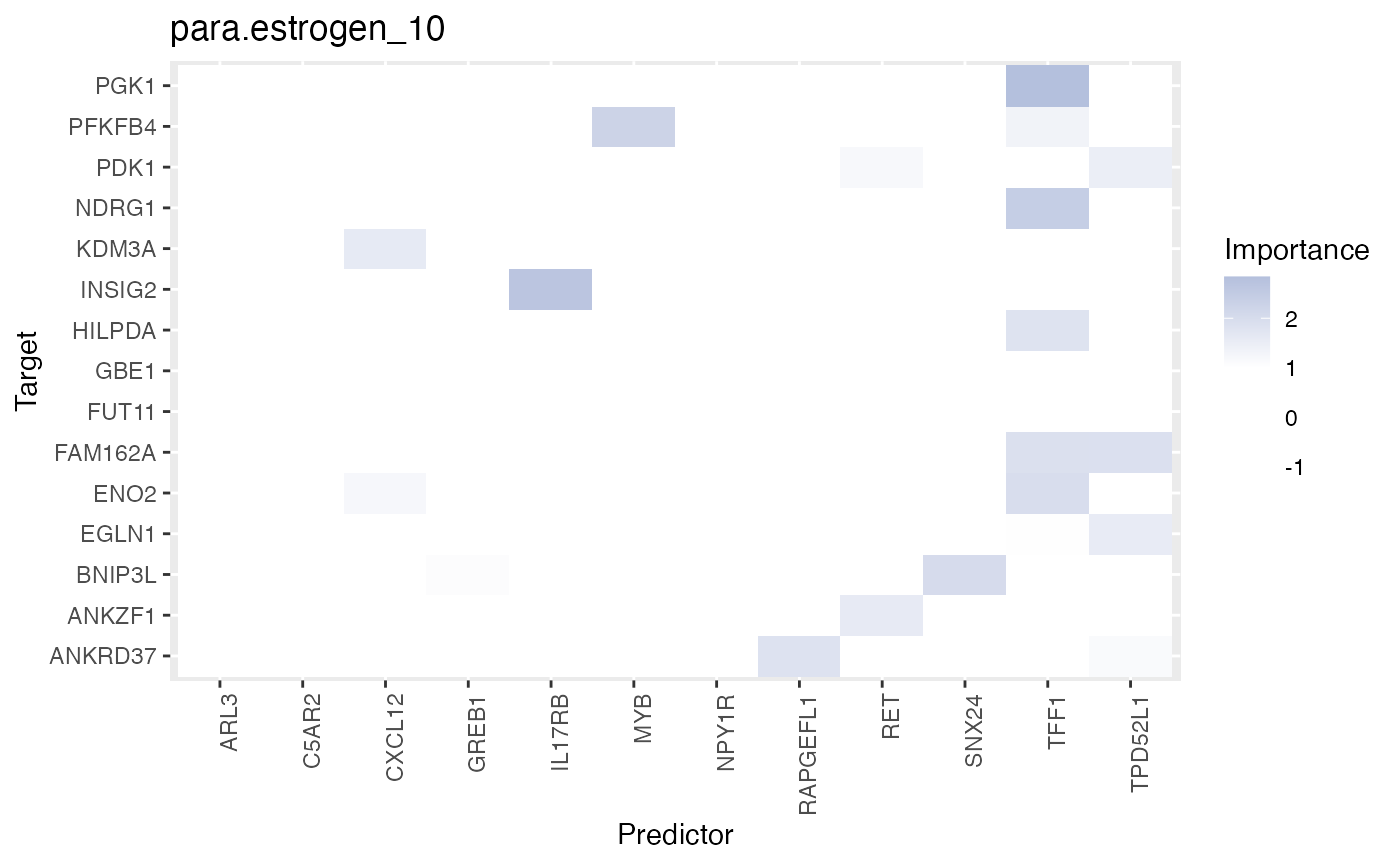 para.estrogen_10
PGK1
PFKFB4
PDK1
NDRG1
KDM3A
INSIG2
HILPDA
GBE1
FUT11
FAM162A
ENO2
EGLN1
BNIP3L
ANKZF1
ANKRD37
Target
ARL3
C5AR2
CXCL12
GREB1
IL17RB
MYB
NPY1R
RAPGEFL1
RET
SNX24
TFF1
TPD52L1
Predictor
Importance
2
1
0
-1